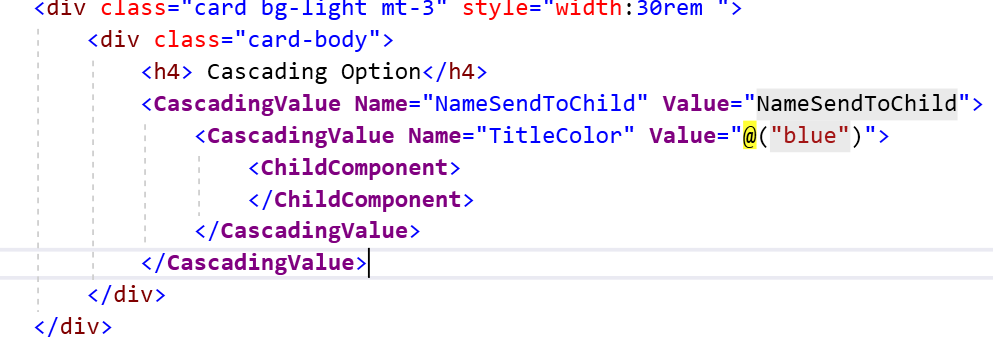 <div class="card bg-light mt-3" style="width:30rem ">
<div class="card-body">
<h4> Cascading Option</h4>
<CascadingValue Name="NameSendToChild" Value="NameSendToChild">
<CascadingValue Name="TitleColor" Value="@("blue")">
<ChildComponent>
</ChildComponent>
</CascadingValue>
</CascadingValue>
</div>
</div>